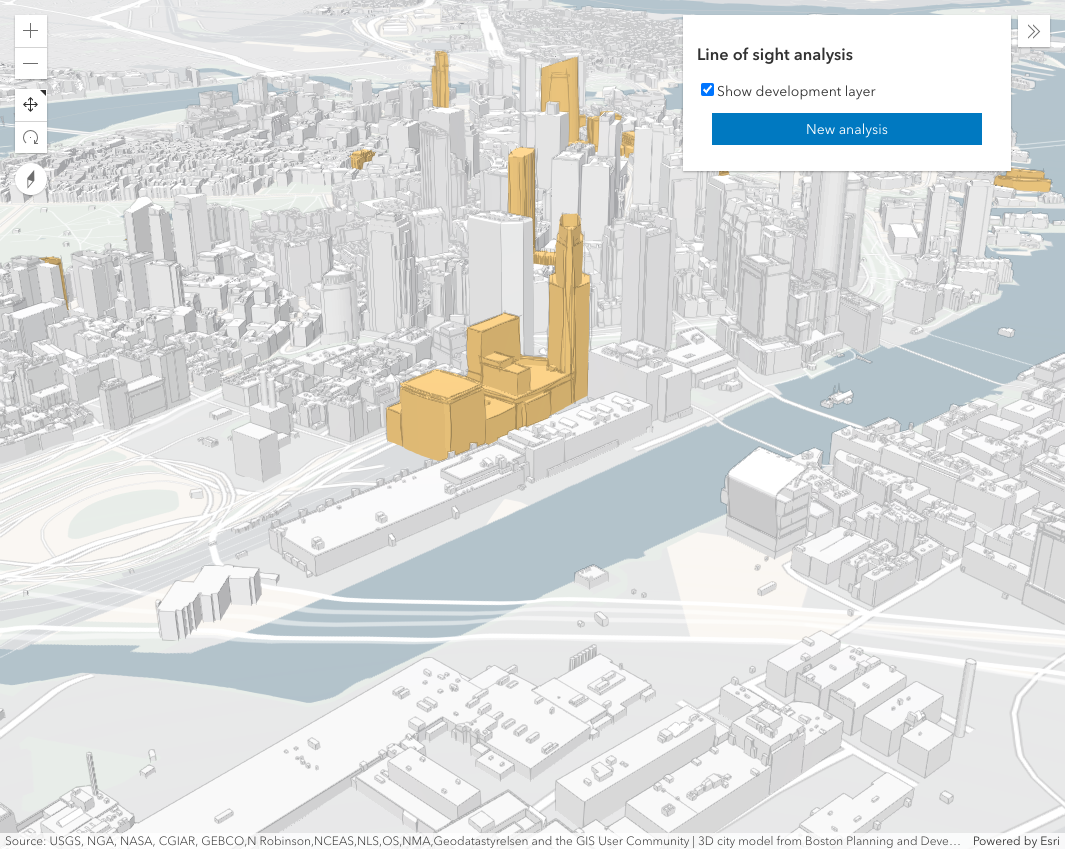 Line of sight analysis
Show development layer
New analysis
Source: USGS, NGA, NASA, CGIAR, GEBCO,N Robinson,NCEAS,NLS,OS,NMA,Geodatastyrelsen and the GIS User Community | 3D city model from Boston Planning and Deve... Powered by Esri